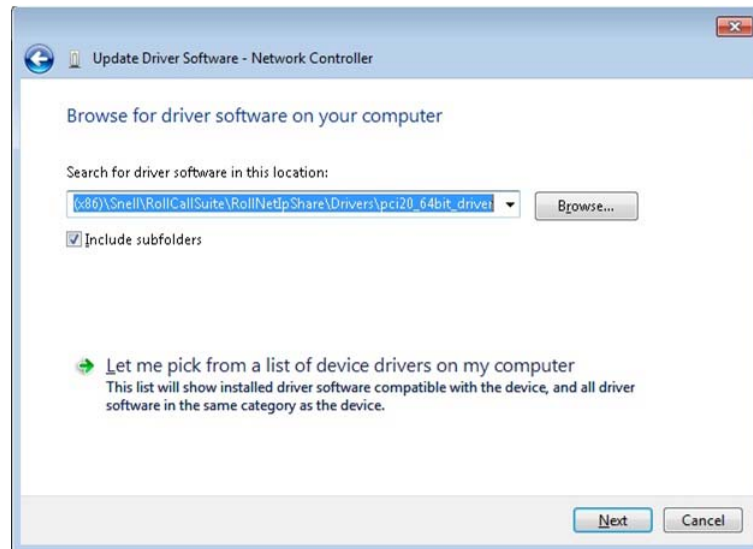 Update Driver Software - Network Controller
Browse for driver software on your computer
Search for driver software in this location:
(x86)\Snell\RollCallSuite\RollNetIpShare\Drivers\pci20_64bit_driver
Browse...
Include subfolders
Let me pick from a list of device drivers on my computer
This list will show installed driver software compatible with the device, and all driver
software in the same category as the device.
Next
Cancel